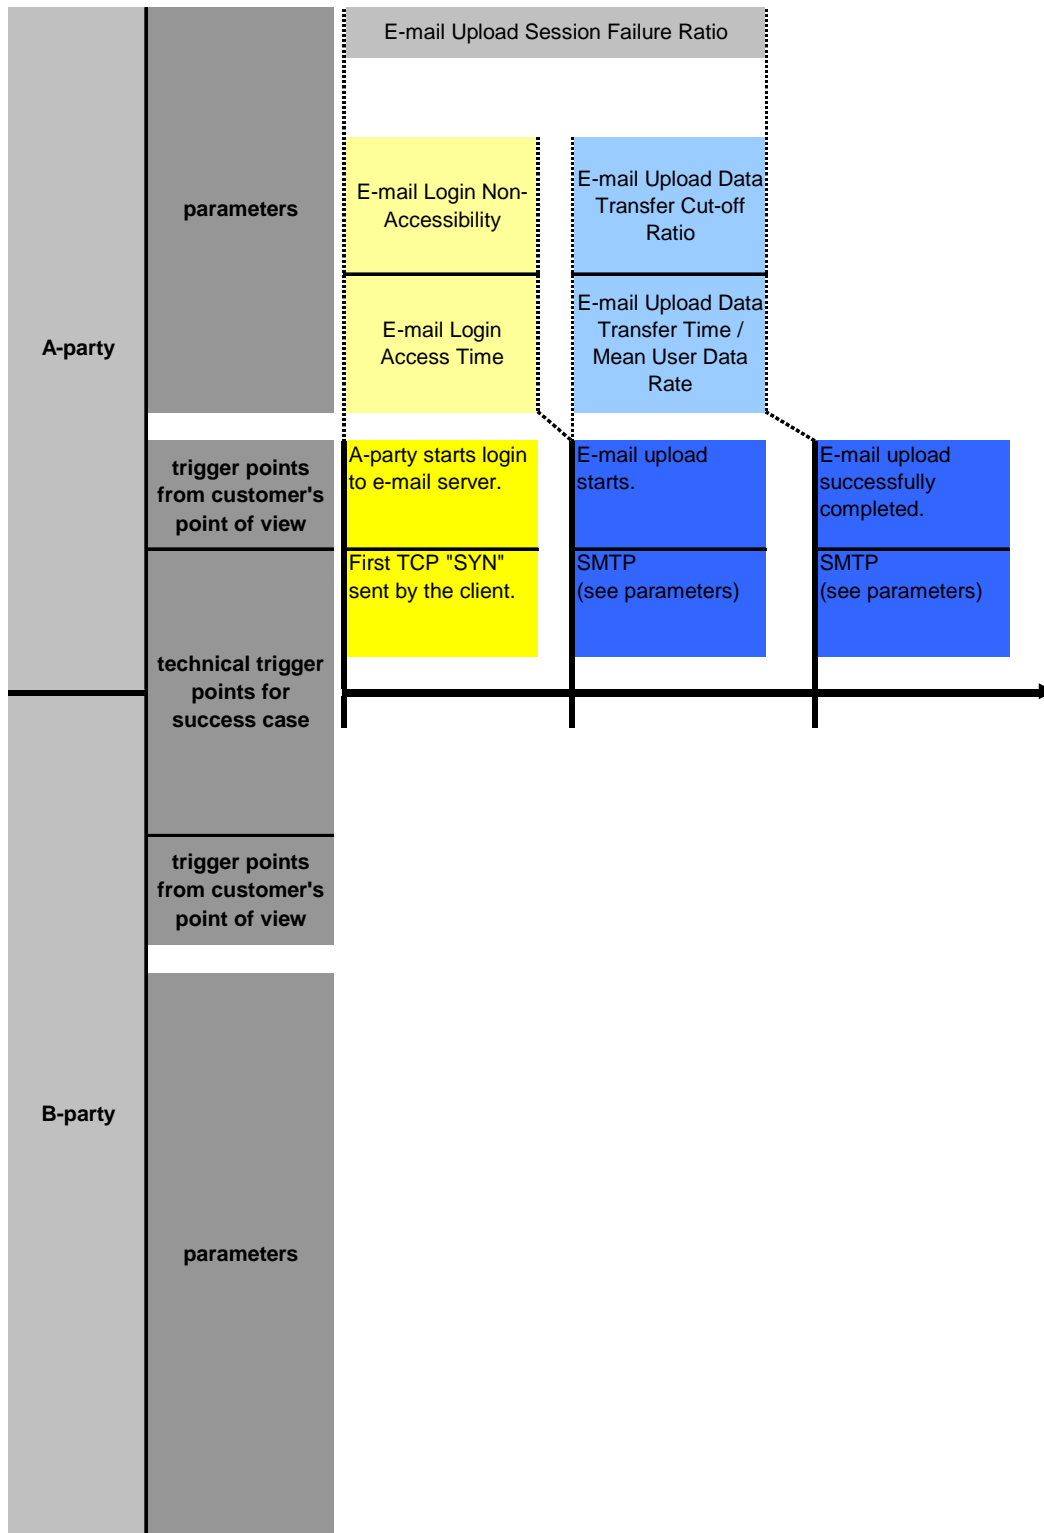 E-mail Upload Session Failure Ratio
E-mail Login Non-
Accessibility
E-mail Upload Data
Transfer Cut-off
Ratio
parameters
E-mail Login
Access Time
E-mail Upload Data
Transfer Time /
Mean User Data
Rate
A-party
trigger points
from customer's
point of view
A-party starts login
to e-mail server.
E-mail upload
starts.
E-mail upload
successfully
completed.
First TCP "SYN"
sent by the client.
SMTP
(see parameters)
SMTP
(see parameters)
technical trigger
points for
success case
trigger points
from customer's
point of view
B-party
parameters